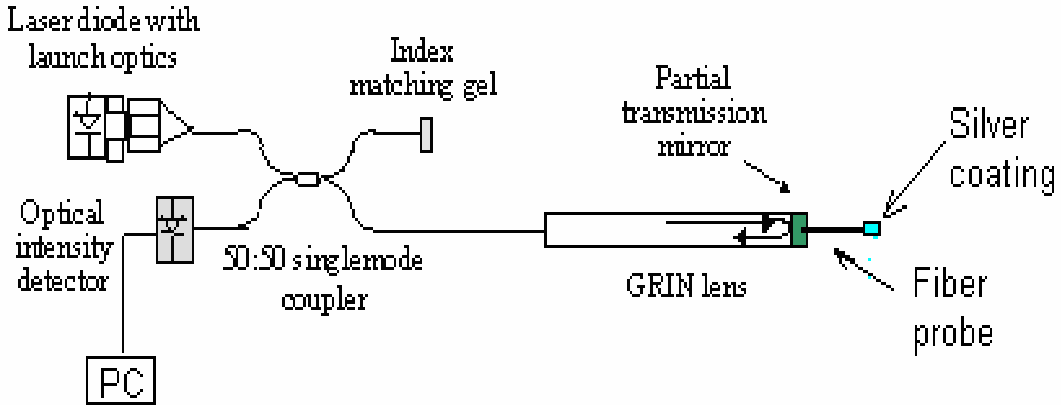 Laser diode with
launch optics
Index
matching gel
Partial
transmission
mirror
Silver
coating
Optical
intensity
detector
50:50 singlemode
coupler
GRIN lens
Fiber
probe
PC